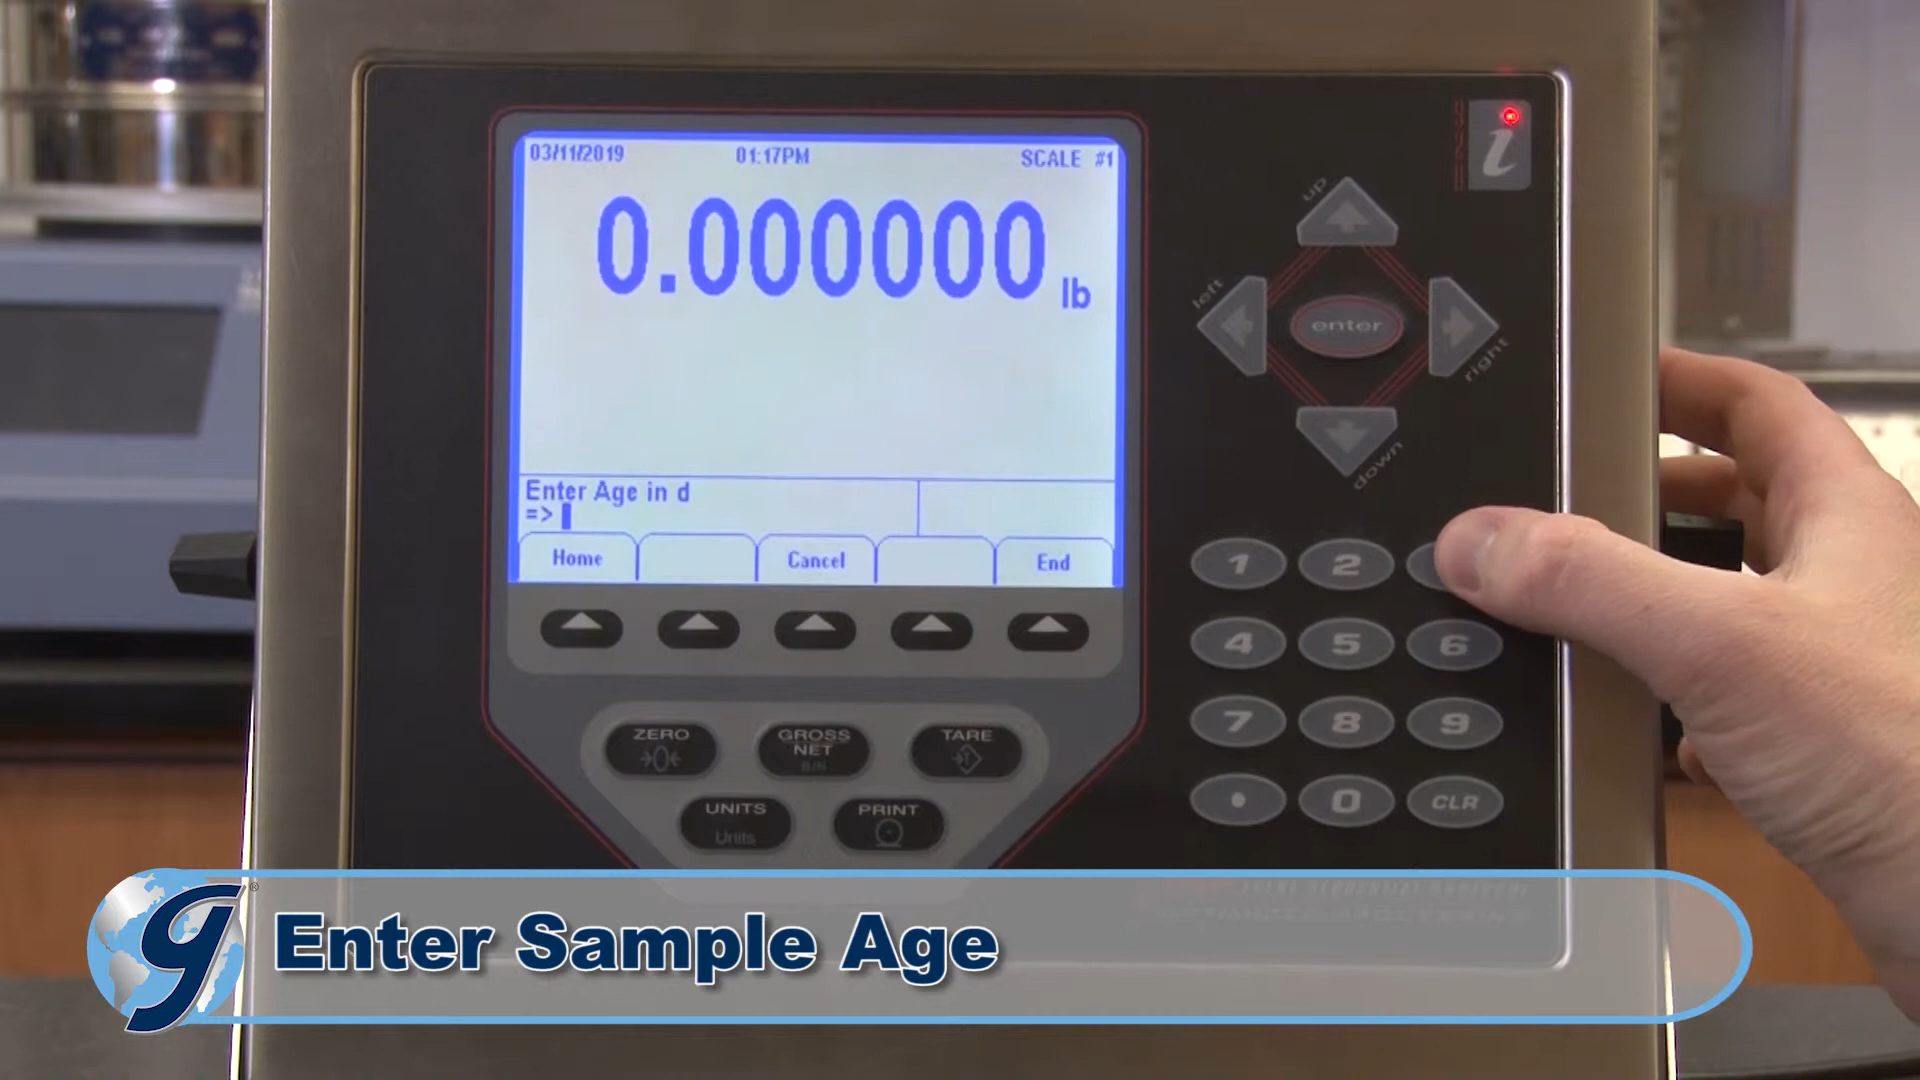 03/11/2019 01:17PM SCALE #1
0.000000 lb
Enter Age in d
=>
Home Cancel End
i
up
left
enter
right
down
1 2
4 5 6
7 8 9
. 0 CLR
ZERO
→0←
GROSS
NET
B/N
TARE
T
UNITS
Units
PRINT
g®
Enter Sample Age